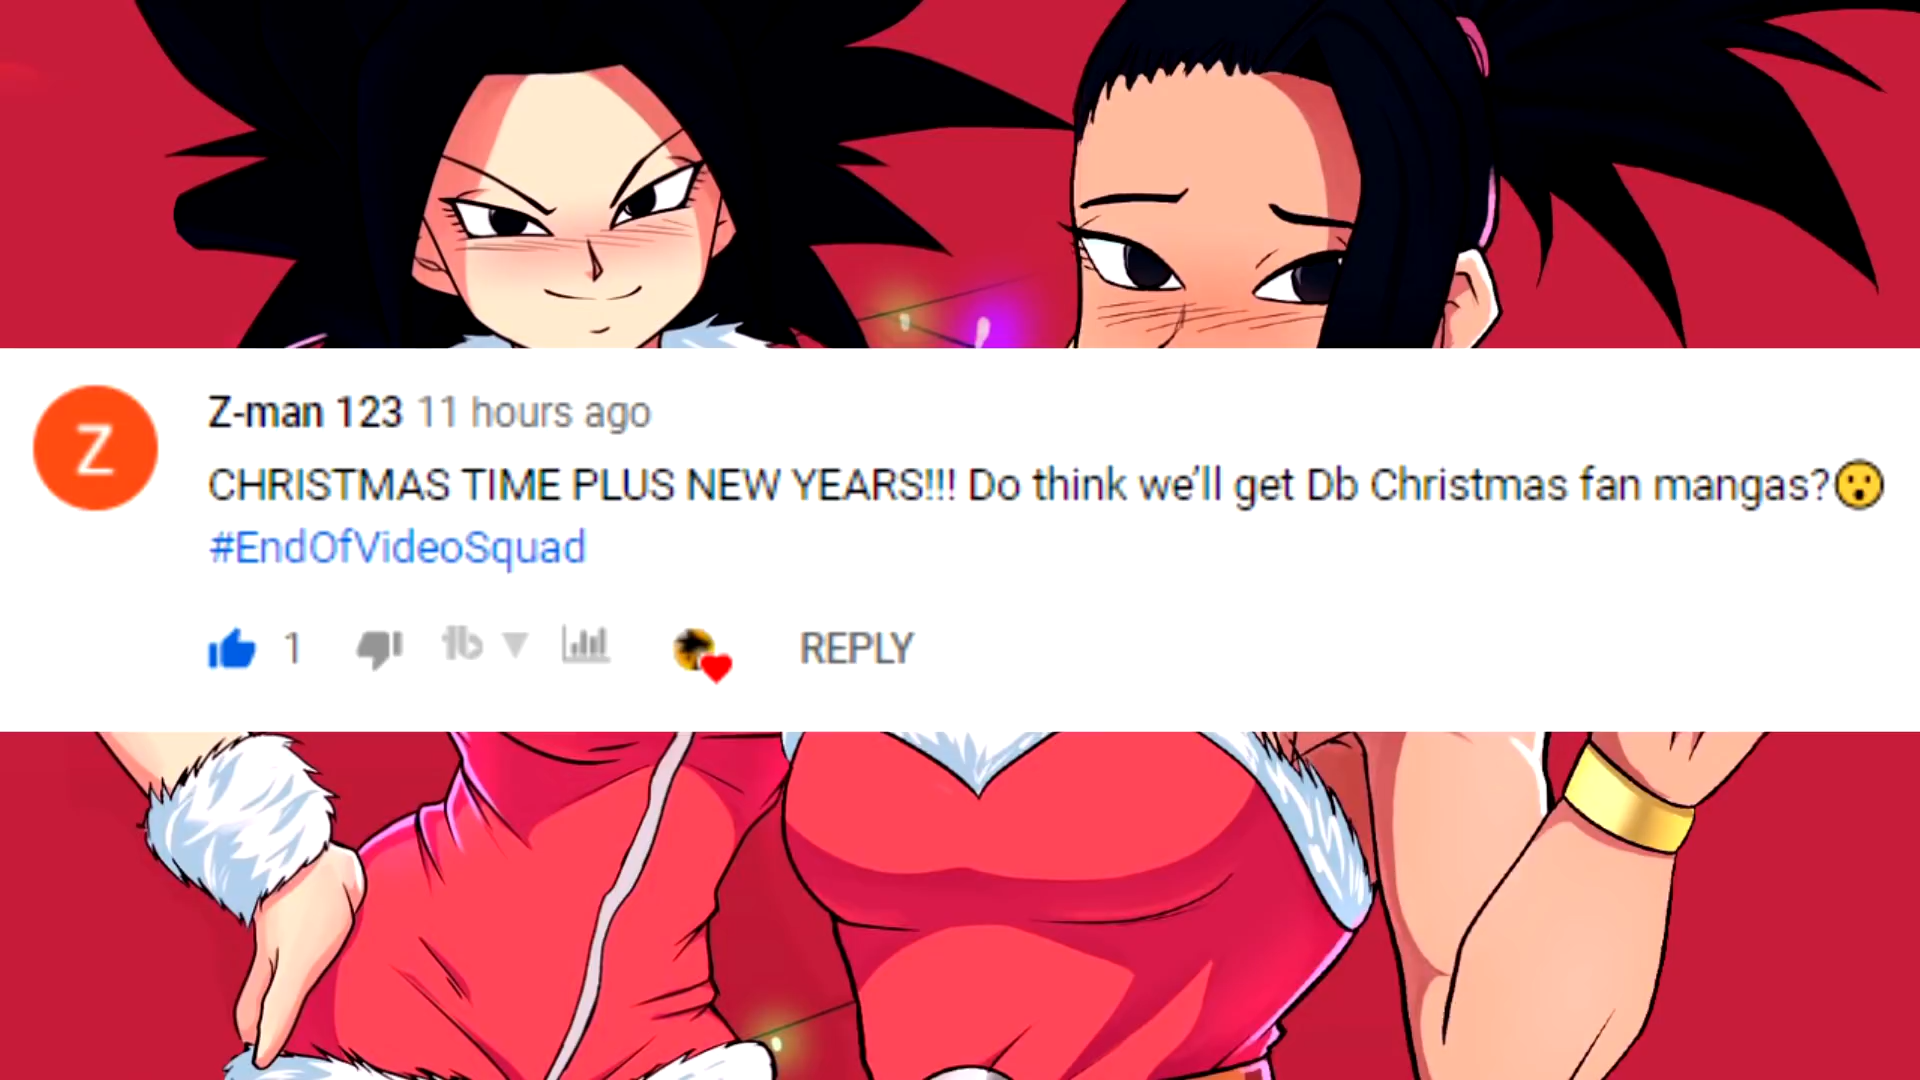 Z
Z-man 123 11 hours ago
CHRISTMAS TIME PLUS NEW YEARS!!! Do think we'll get Db Christmas fan mangas?😮
#EndOfVideoSquad
1
REPLY